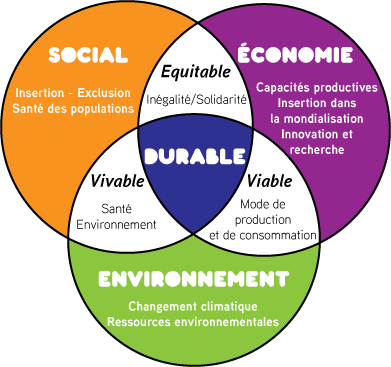 SOCIAL
Insertion - Exclusion
Santé des populations
ÉCONOMIE
Capacités productives
Insertion dans
la mondialisation
Innovation et
recherche
Equitable
Inégalité/Solidarité
DURABLE
Vivable
Santé
Environnement
Viable
Mode de
production
et de consommation
ENVIRONNEMENT
Changement climatique
Ressources environnementales